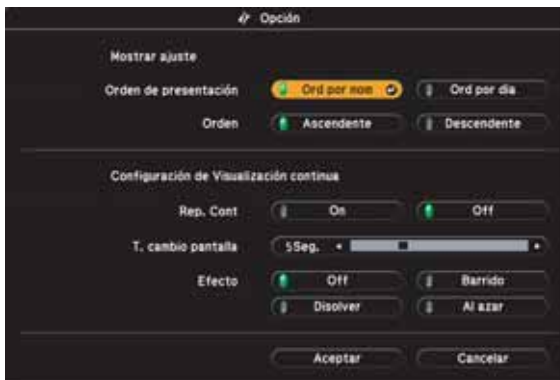 Opción
Mostrar ajuste
Orden de presentación Ord por nom Ord por dia
Orden Ascendente Descendente
Configuración de Visualización continua
Rep. Cont On Off
T. cambio pantalla 5Seg.
Efecto Off Barrido
Disolver Al azar
Aceptar Cancelar